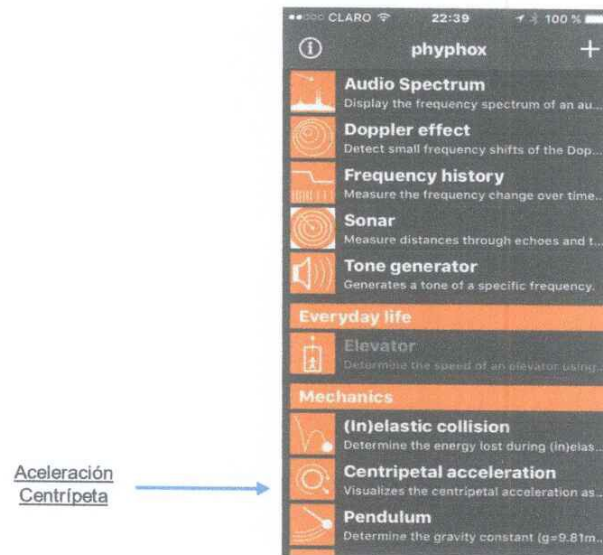 CLARO 22:39 100 %
phyphox
Audio Spectrum
Display the frequency spectrum of an au...
Doppler effect
Detect small frequency shifts of the Dop...
Frequency history
Measure the frequency change over time...
Sonar
Measure distances through echoes and t...
Tone generator
Generates a tone of a specific frequency.
Everyday life
Elevator
Determine the speed of an elevator using...
Mechanics
(In)elastic collision
Determine the energy lost during (in)elas...
Aceleración
Centrípeta
Centripetal acceleration
Visualizes the centripetal acceleration as...
Pendulum
Determine the gravity constant (g=9.81m...